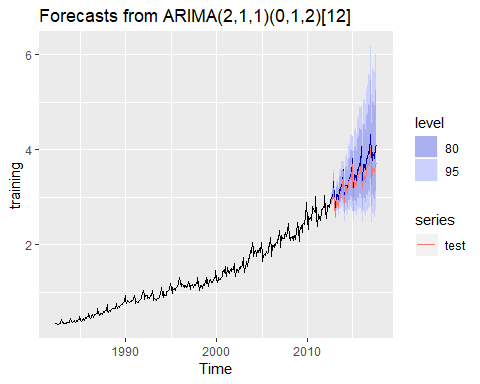 Forecasts from ARIMA(2,1,1)(0,1,2)[12]
6
4
2
training
1990
2000
2010
Time
level
80
95
series
test